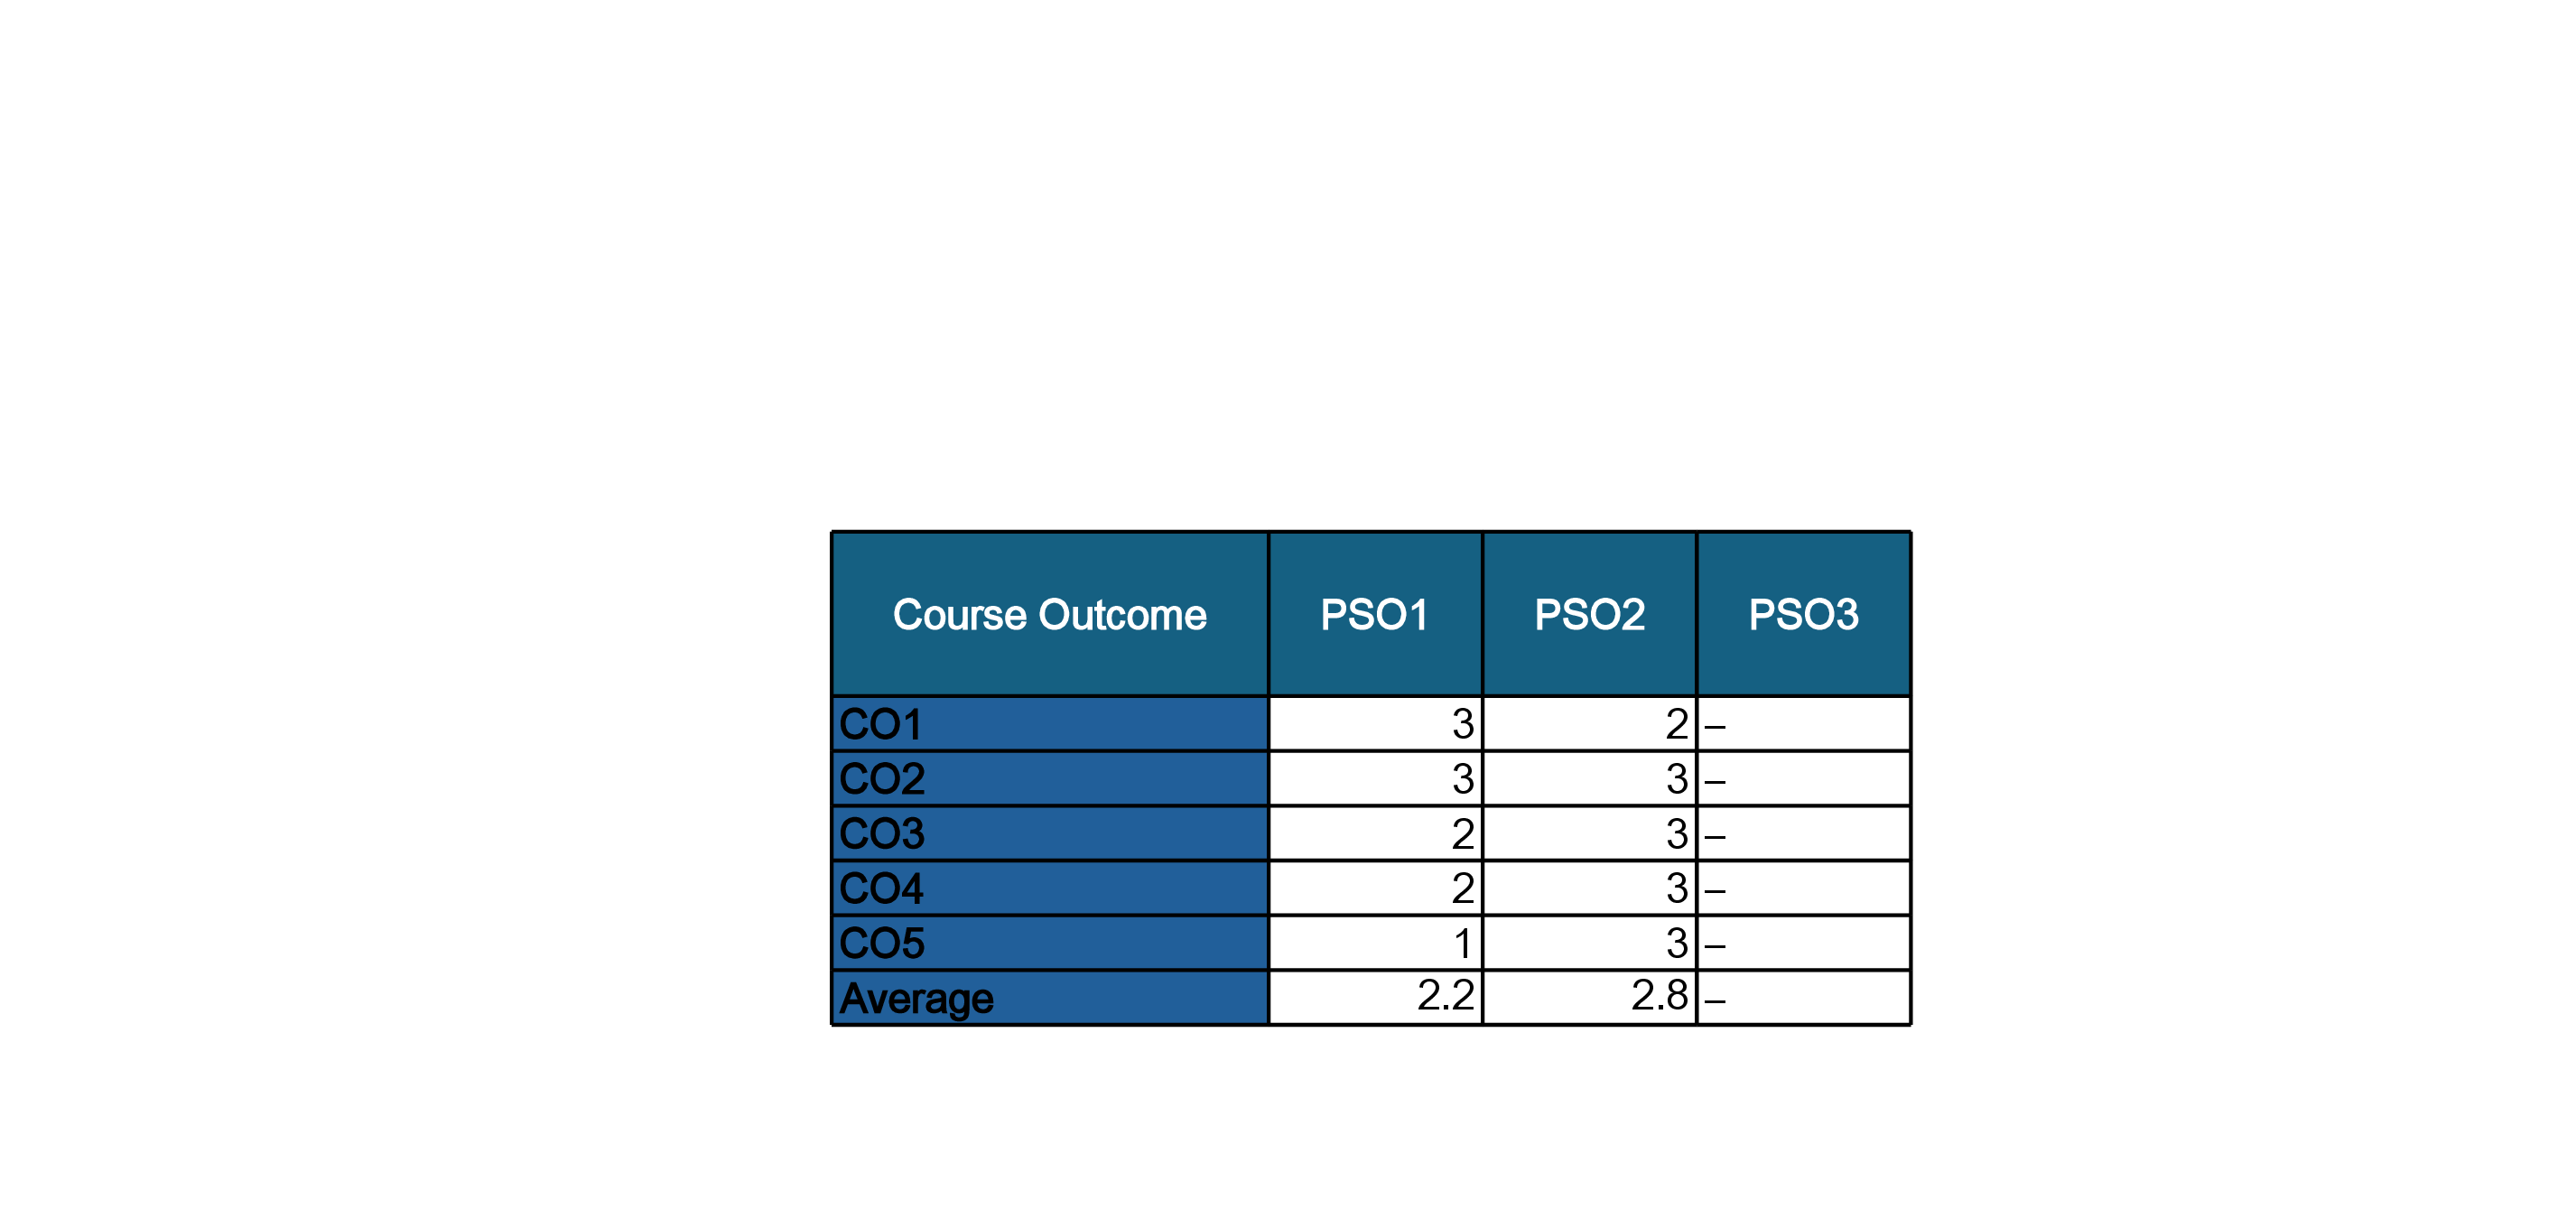 Course Outcome PSO1 PSO2 PSO3
CO1 3 2 –
CO2 3 3 –
CO3 2 3 –
CO4 2 3 –
CO5 1 3 –
Average 2.2 2.8 –